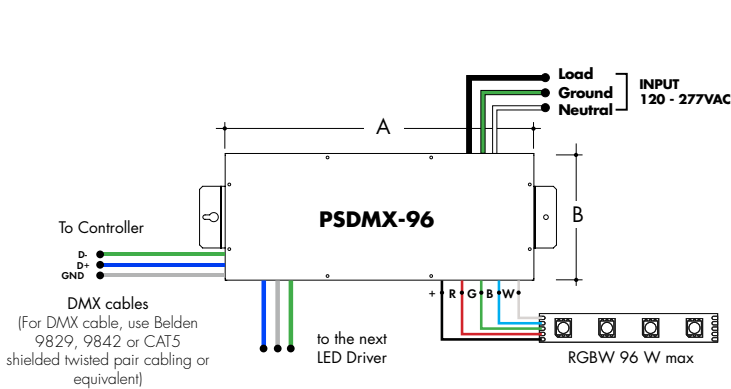 Load
Ground
Neutral
INPUT
120 - 277VAC
A
PSDMX-96
B
To Controller
D-
D+
GND
+ R G B W
DMX cables
(For DMX cable, use Belden
9829, 9842 or CAT5
shielded twisted pair cabling or
equivalent)
to the next
LED Driver
RGBW 96 W max